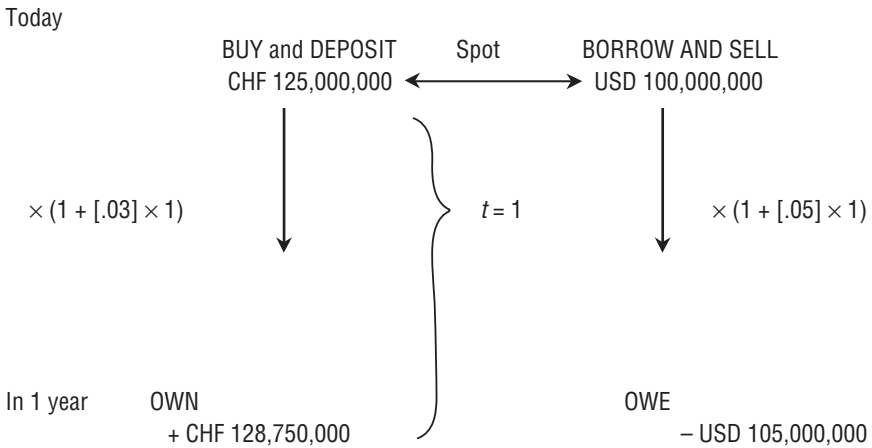 Today
BUY and DEPOSIT Spot BORROW AND SELL
CHF 125,000,000 USD 100,000,000
× (1 + [.03] × 1) t = 1 × (1 + [.05] × 1)
In 1 year OWN OWE
+ CHF 128,750,000 – USD 105,000,000